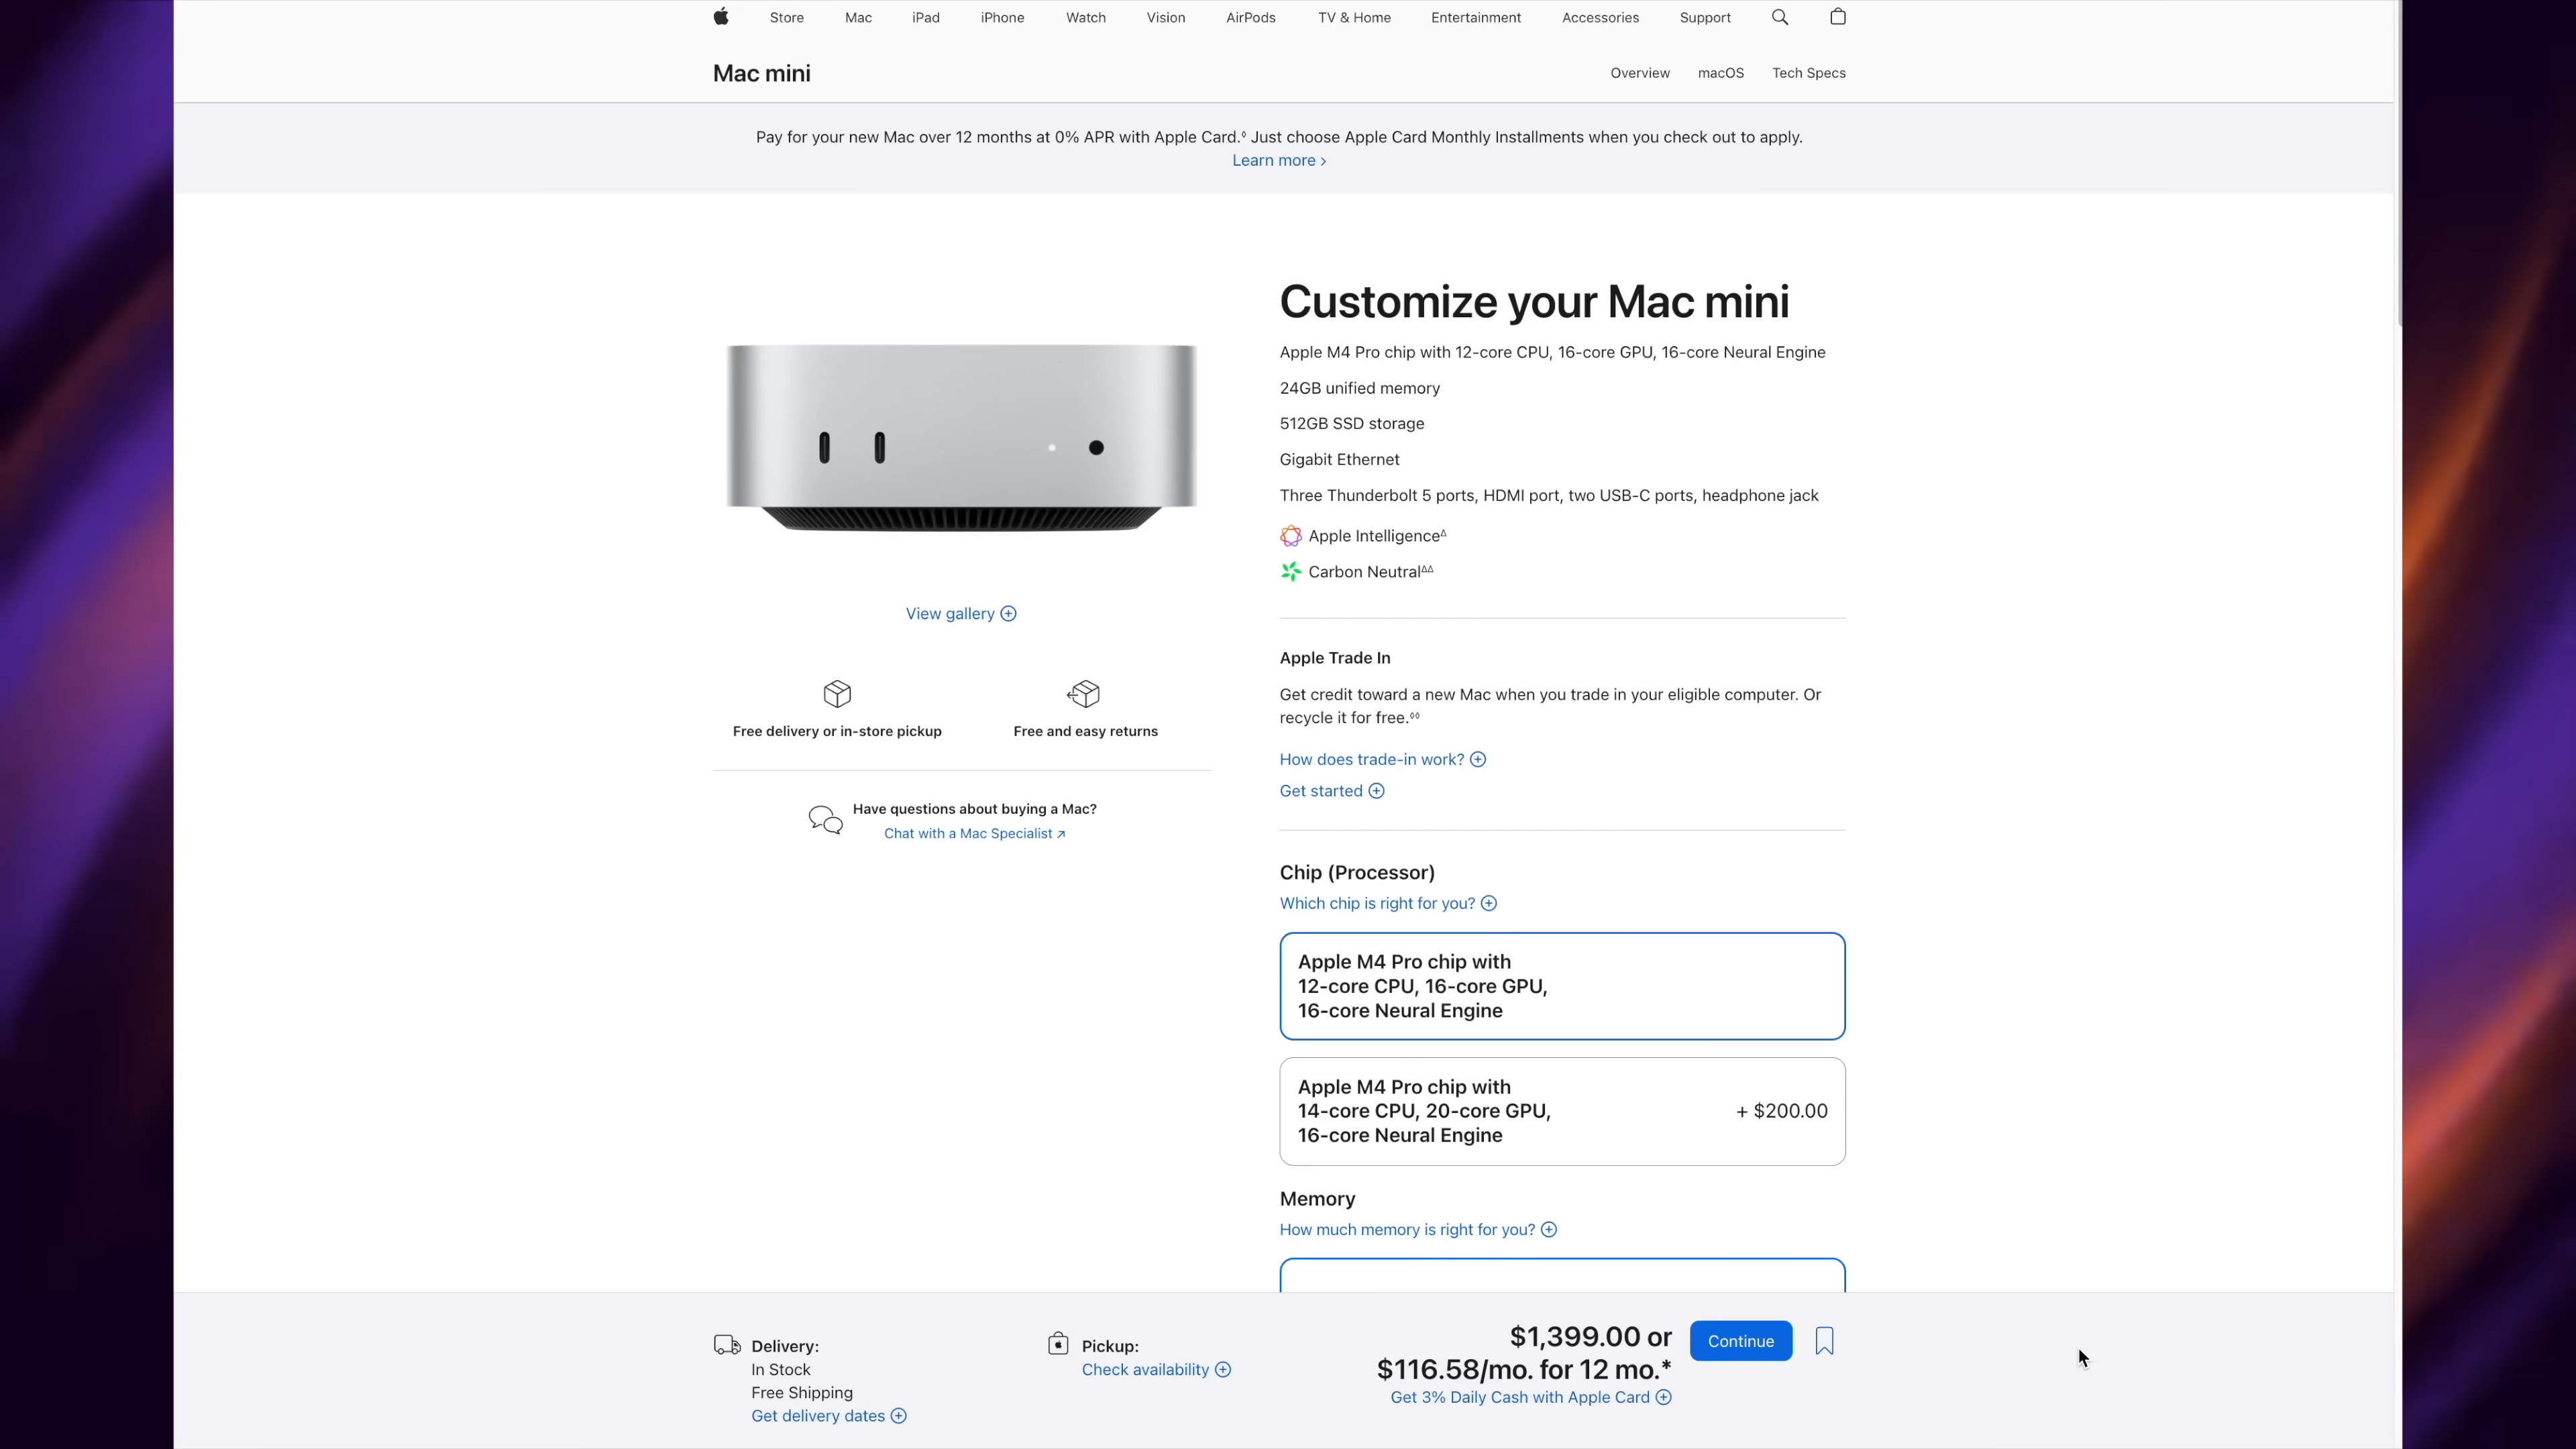 Store Mac iPad iPhone Watch Vision AirPods TV & Home Entertainment Accessories Support
Mac mini
Overview macOS Tech Specs
Pay for your new Mac over 12 months at 0% APR with Apple Card.◊ Just choose Apple Card Monthly Installments when you check out to apply.
Learn more >
Customize your Mac mini
Apple M4 Pro chip with 12-core CPU, 16-core GPU, 16-core Neural Engine
24GB unified memory
512GB SSD storage
Gigabit Ethernet
Three Thunderbolt 5 ports, HDMI port, two USB-C ports, headphone jack
Apple IntelligenceΔ
Carbon NeutralΔΔ
View gallery
Free delivery or in-store pickup
Free and easy returns
Have questions about buying a Mac?
Chat with a Mac Specialist ↗
Apple Trade In
Get credit toward a new Mac when you trade in your eligible computer. Or
recycle it for free.◊◊
How does trade-in work?
Get started
Chip (Processor)
Which chip is right for you?
Apple M4 Pro chip with
12-core CPU, 16-core GPU,
16-core Neural Engine
Apple M4 Pro chip with
14-core CPU, 20-core GPU,
16-core Neural Engine
+ $200.00
Memory
How much memory is right for you?
Delivery:
In Stock
Free Shipping
Get delivery dates
Pickup:
Check availability
$1,399.00 or
$116.58/mo. for 12 mo.*
Get 3% Daily Cash with Apple Card
Continue